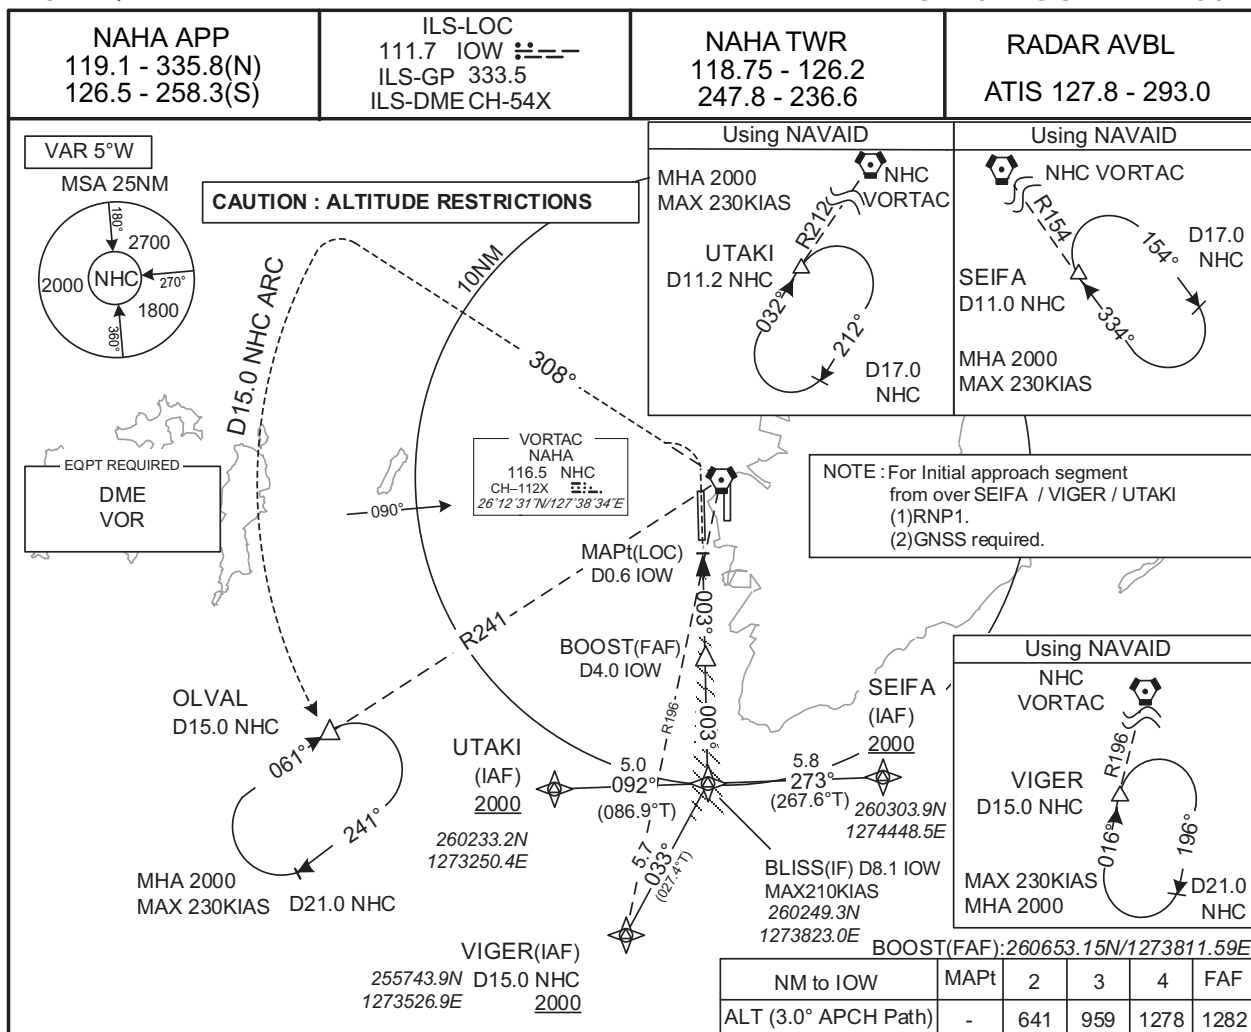 NAHA APP
119.1 - 335.8(N)
126.5 - 258.3(S)
ILS-LOC
111.7 IOW
ILS-GP 333.5
ILS-DME CH-54X
NAHA TWR
118.75 - 126.2
247.8 - 236.6
RADAR AVBL
ATIS 127.8 - 293.0
VAR 5°W
MSA 25NM
180°
2700
2000
NHC
270°
1800
360°
CAUTION : ALTITUDE RESTRICTIONS
Using NAVAID
MHA 2000
MAX 230KIAS
NHC
VORTAC
R212
UTAKI
D11.2 NHC
032°
212°
D17.0
NHC
Using NAVAID
NHC VORTAC
R154
154°
D17.0
NHC
SEIFA
D11.0 NHC
334°
MHA 2000
MAX 230KIAS
D15.0 NHC ARC
10NM
308°
EQPT REQUIRED
DME
VOR
090°
VORTAC
NAHA
116.5 NHC
CH–112X
26°12'31"N/127°38'34"E
NOTE : For Initial approach segment
from over SEIFA / VIGER / UTAKI
(1)RNP1.
(2)GNSS required.
MAPt(LOC)
D0.6 IOW
003°
R241
BOOST(FAF)
D4.0 IOW
R196
003°
OLVAL
D15.0 NHC
061°
241°
MHA 2000
MAX 230KIAS
D21.0 NHC
UTAKI
(IAF)
2000
260233.2N
1273250.4E
5.0
092°
(086.9°T)
5.8
273°
(267.6°T)
SEIFA
(IAF)
2000
260303.9N
1274448.5E
5.7
033°
(027.4°T)
BLISS(IF) D8.1 IOW
MAX210KIAS
260249.3N
1273823.0E
VIGER(IAF)
255743.9N D15.0 NHC
1273526.9E 2000
Using NAVAID
NHC
VORTAC
R196
VIGER
D15.0 NHC
016°
196°
MAX 230KIAS
MHA 2000
D21.0
NHC
BOOST(FAF):260653.15N/1273811.59E
NM to IOW MAPt 2 3 4 FAF
ALT (3.0° APCH Path) - 641 959 1278 1282